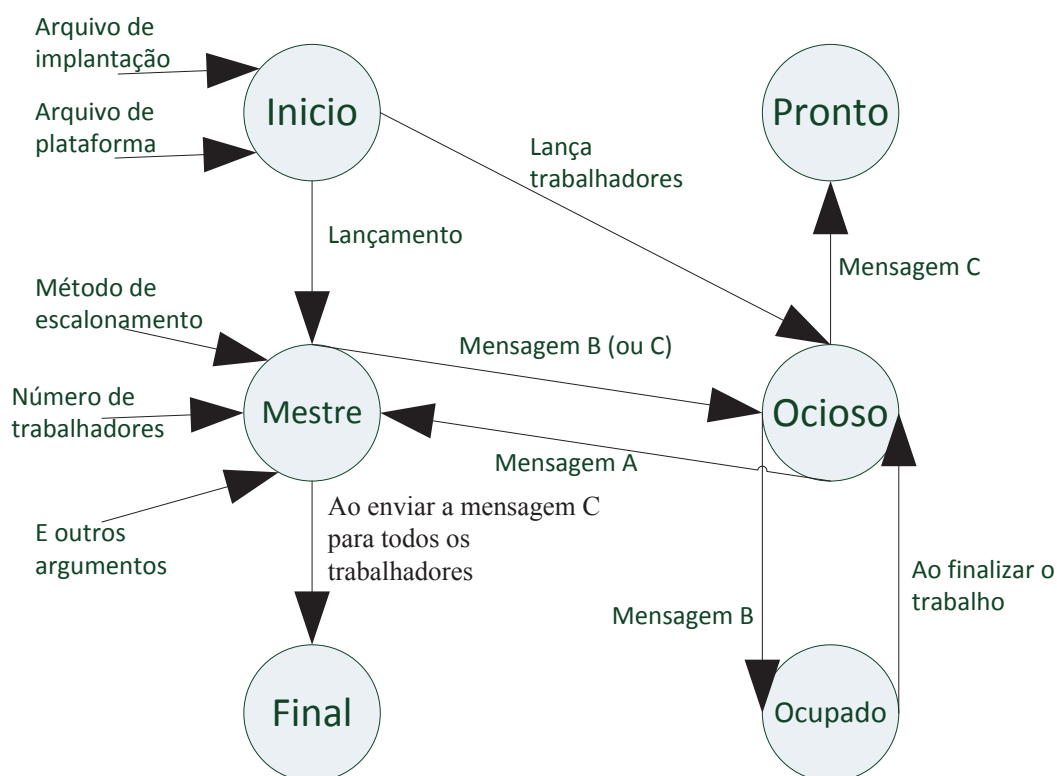 Arquivo de
implantação
Inicio
Pronto
Arquivo de
plataforma
Lança
trabalhadores
Lançamento
Mensagem C
Método de
escalonamento
Mensagem B (ou C)
Número de
trabalhadores
Mestre
Ocioso
Mensagem A
E outros
argumentos
Ao enviar a mensagem C
para todos os
trabalhadores
Ao finalizar o
trabalho
Mensagem B
Final
Ocupado